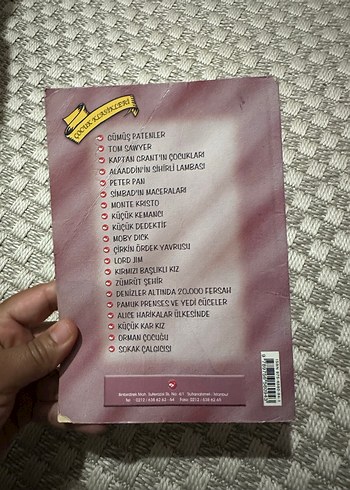 ÇOCUK KLASİKLERİ
GÜMÜŞ PATENLER
TOM SAWYER
KAPTAN GRANT'IN ÇOCUKLARI
ALAADDİN'İN SİHİRLİ LAMBASI
PETER PAN
SİMBAD'IN MACERALARI
MONTE KRİSTO
KÜÇÜK KEMANCI
KÜÇÜK DEDEKTİF
MOBY DICK
ÇİRKİN ÖRDEK YAVRUSU
LORD JIM
KIRMIZI BAŞLIKLI KIZ
ZÜMRÜT ŞEHİR
DENİZLER ALTINDA 20.000 FERSAH
PAMUK PRENSES VE YEDİ CÜCELER
ALICE HARİKALAR ÜLKESİNDE
KÜÇÜK KAR KIZ
ORMAN ÇOCUĞU
SOKAK ÇALGICISI